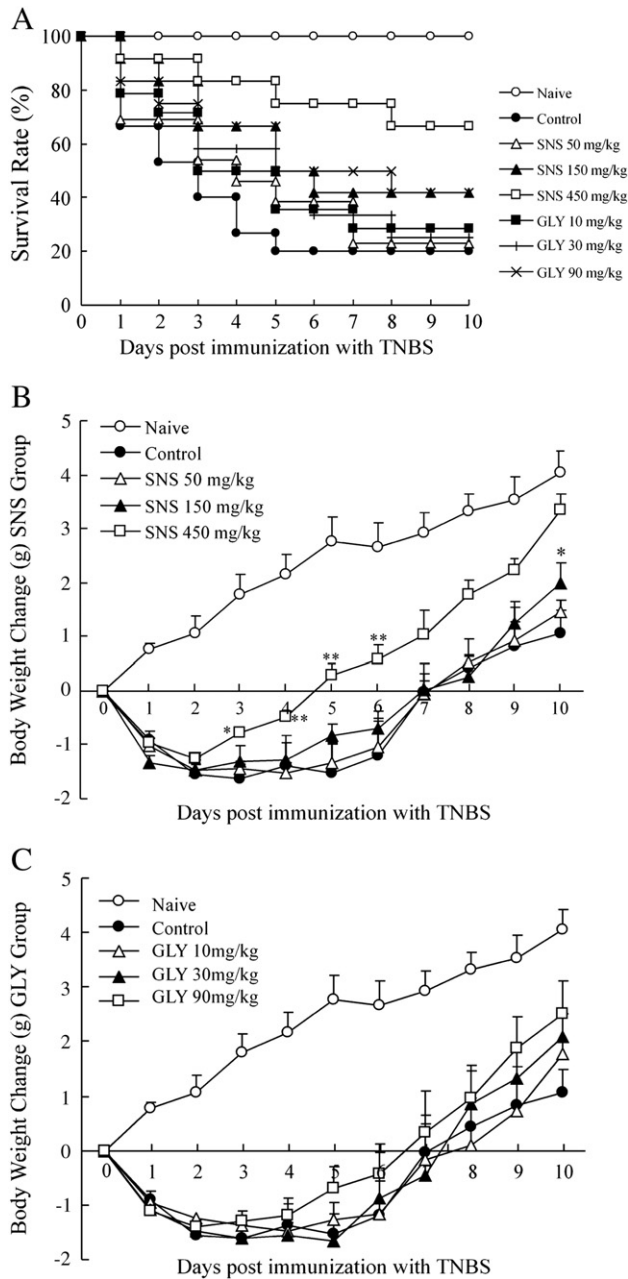 A
Survival Rate (%)
100
80
60
40
20
0
0 1 2 3 4 5 6 7 8 9 10
Days post immunization with TNBS
Naive
Control
SNS 50 mg/kg
SNS 150 mg/kg
SNS 450 mg/kg
GLY 10 mg/kg
GLY 30 mg/kg
GLY 90 mg/kg
B
Body Weight Change (g) SNS Group
5
4
3
2
1
0
-1
-2
Naive
Control
SNS 50 mg/kg
SNS 150 mg/kg
SNS 450 mg/kg
*
**
**
**
*
0 1 2 3 4 5 6 7 8 9 10
Days post immunization with TNBS
C
Body Weight Change (g) GLY Group
5
4
3
2
1
0
-1
-2
Naive
Control
GLY 10mg/kg
GLY 30mg/kg
GLY 90mg/kg
0 1 2 3 4 5 6 7 8 9 10
Days post immunization with TNBS